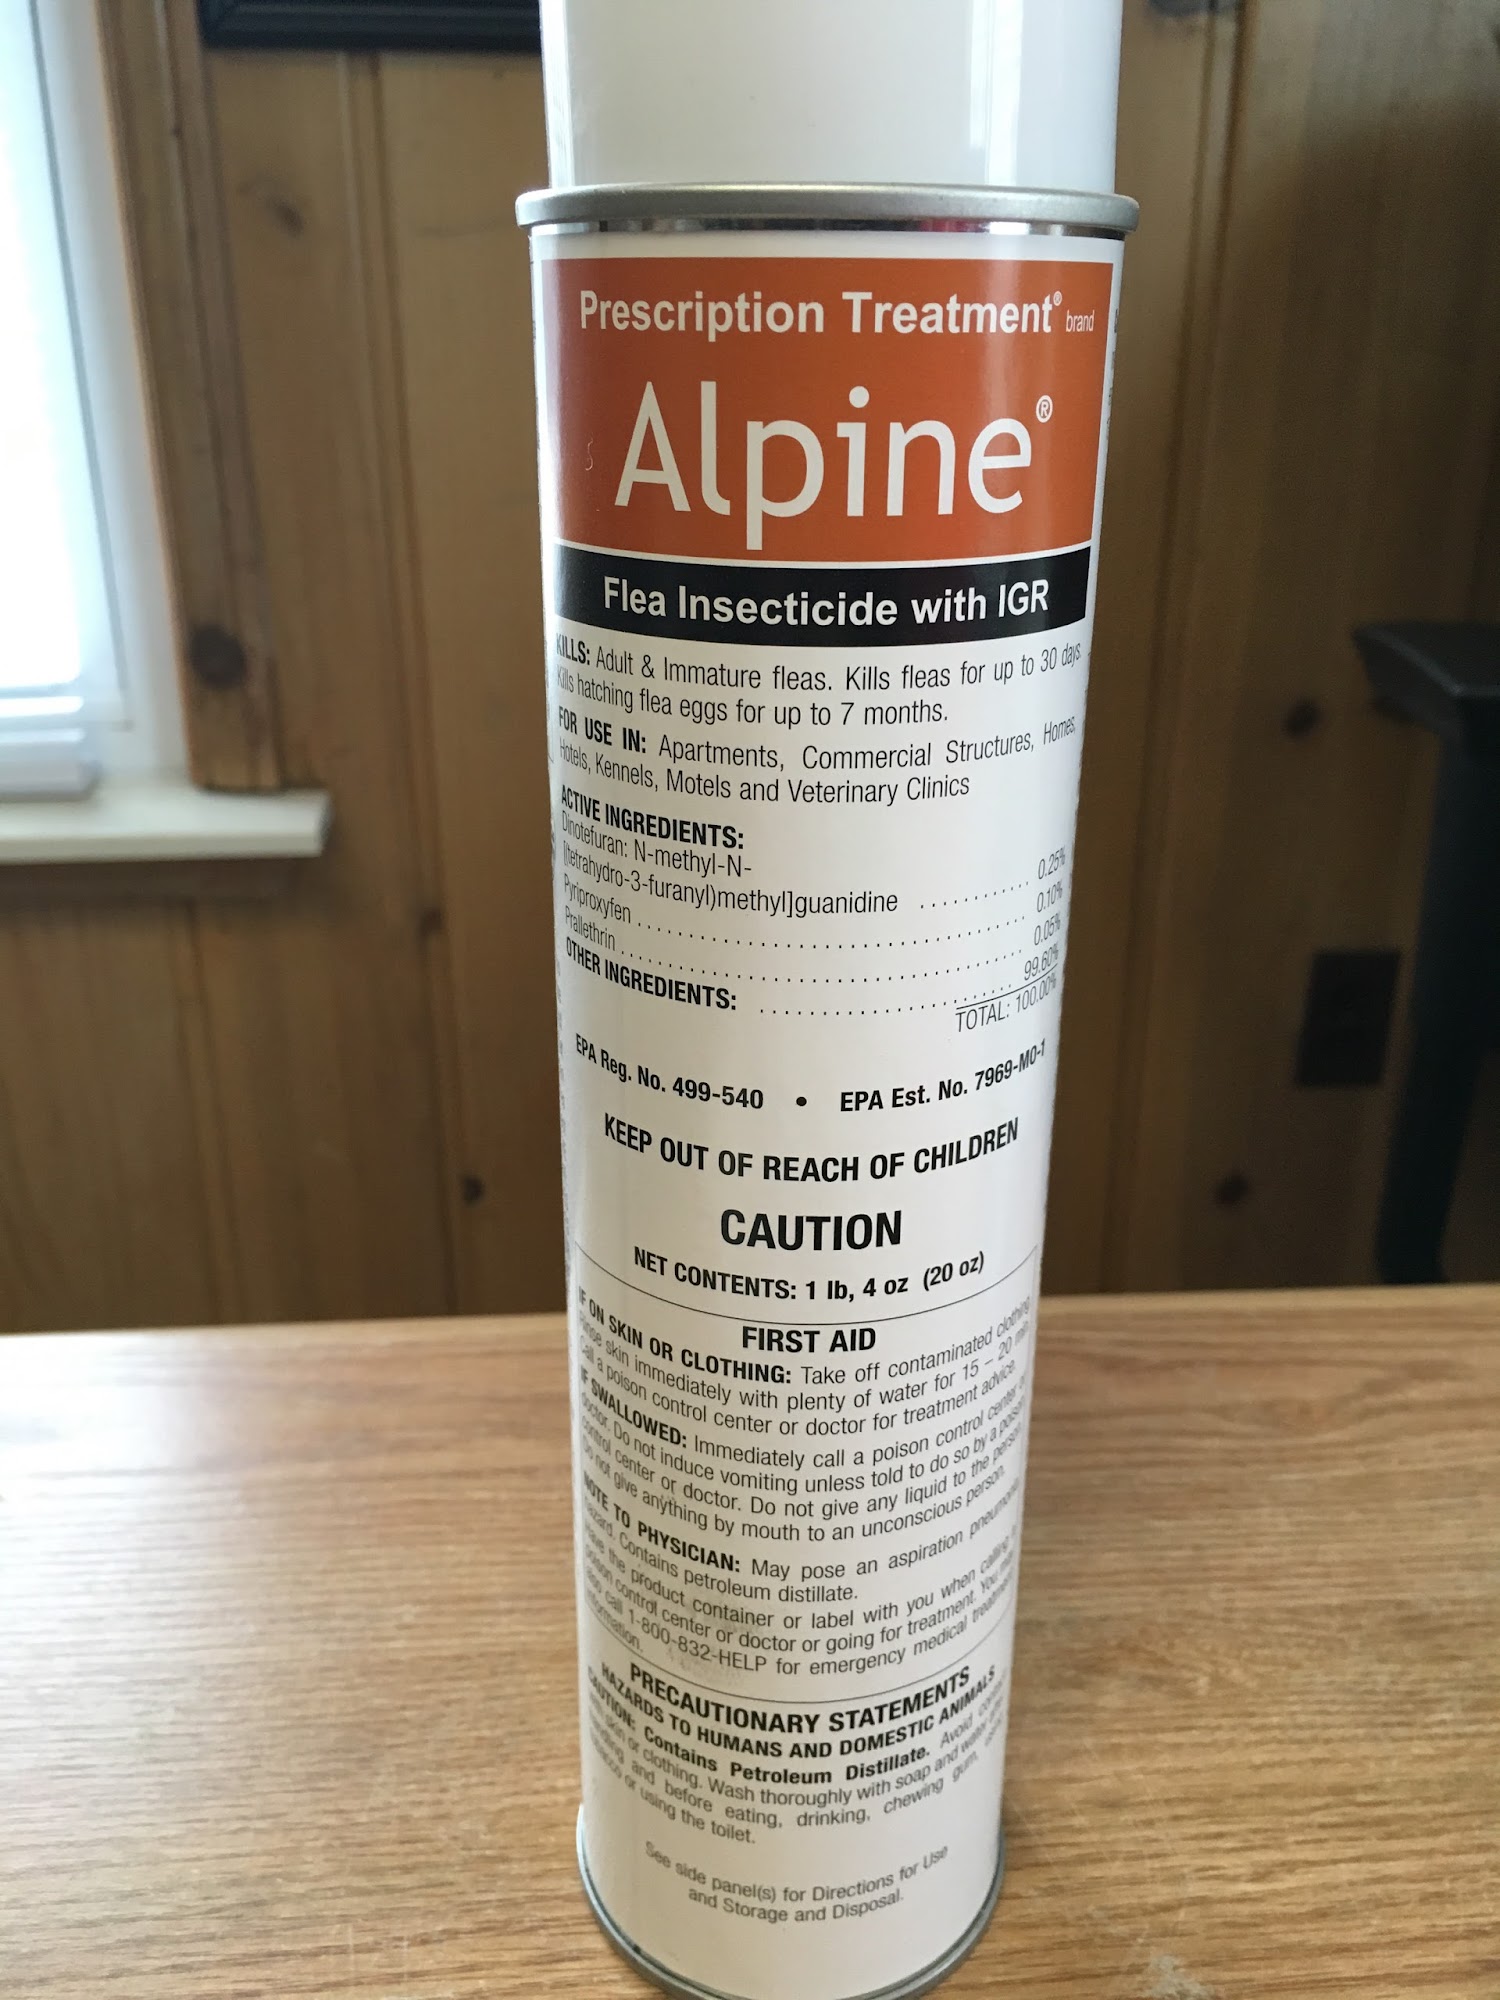 Prescription Treatment® brand
Alpine®
Flea Insecticide with IGR
KILLS: Adult & Immature fleas. Kills fleas for up to 30 days.
Kills hatching flea eggs for up to 7 months.
FOR USE IN: Apartments, Commercial Structures, Homes,
Hotels, Kennels, Motels and Veterinary Clinics
ACTIVE INGREDIENTS:
Dinotefuran: N-methyl-N-
[(tetrahydro-3-furanyl)methyl]guanidine . . . . . . . . . . 0.25%
Pyriproxyfen . . . . . . . . . . . . . . . . . . . . . . . . . . . . . . 0.10%
Prallethrin . . . . . . . . . . . . . . . . . . . . . . . . . . . . . . . . 0.05%
OTHER INGREDIENTS: . . . . . . . . . . . . . . . . . . . . 99.60%
TOTAL: 100.00%
EPA Reg. No. 499-540 • EPA Est. No. 7969-MO-1
KEEP OUT OF REACH OF CHILDREN
CAUTION
NET CONTENTS: 1 lb, 4 oz (20 oz)
FIRST AID
IF ON SKIN OR CLOTHING: Take off contaminated clothing.
Rinse skin immediately with plenty of water for 15 – 20 min.
Call a poison control center or doctor for treatment advice.
IF SWALLOWED: Immediately call a poison control center or
doctor. Do not induce vomiting unless told to do so by a poison
control center or doctor. Do not give any liquid to the person.
Do not give anything by mouth to an unconscious person.
NOTE TO PHYSICIAN: May pose an aspiration pneumonia
hazard. Contains petroleum distillate.
Have the product container or label with you when calling a
poison control center or doctor or going for treatment. You may
also call 1-800-832-HELP for emergency medical treatment
information.
PRECAUTIONARY STATEMENTS
HAZARDS TO HUMANS AND DOMESTIC ANIMALS
CAUTION: Contains Petroleum Distillate. Avoid contact
with skin or clothing. Wash thoroughly with soap and water after
handling and before eating, drinking, chewing gum, using
tobacco or using the toilet.
See side panel(s) for Directions for Use
and Storage and Disposal.